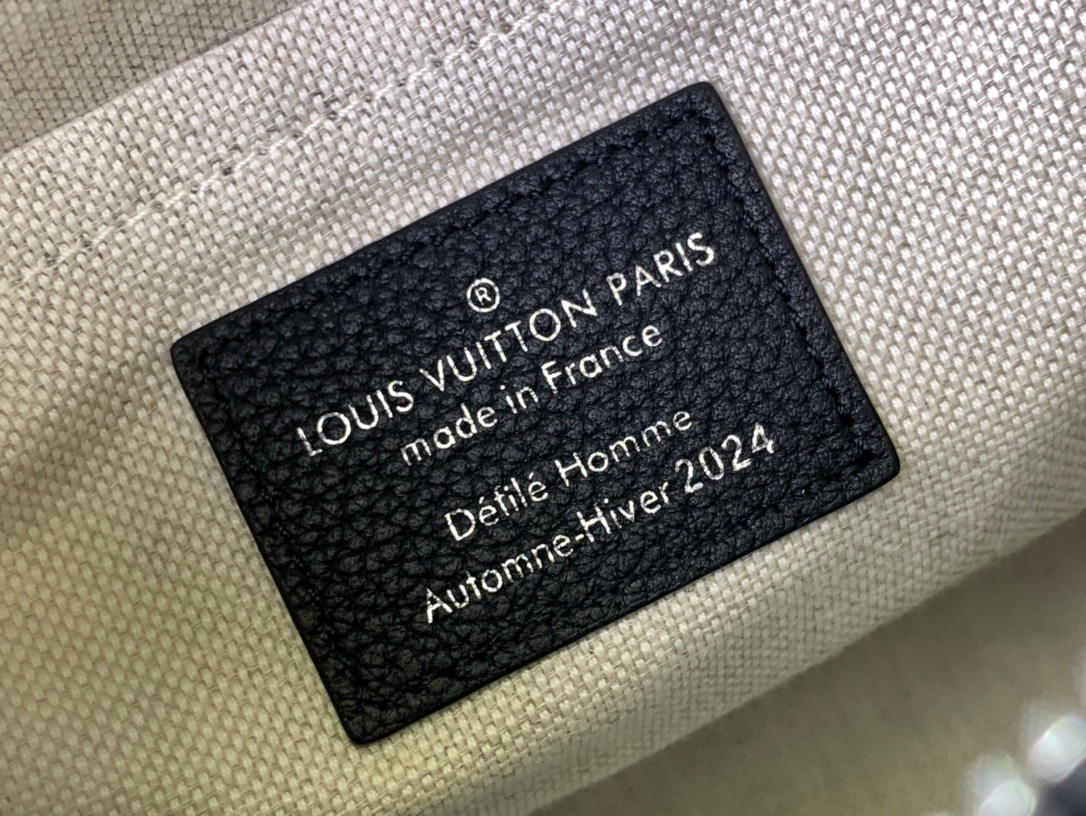 ®
LOUIS VUITTON PARIS
made in France
Défilé Homme
Automne-Hiver 2024